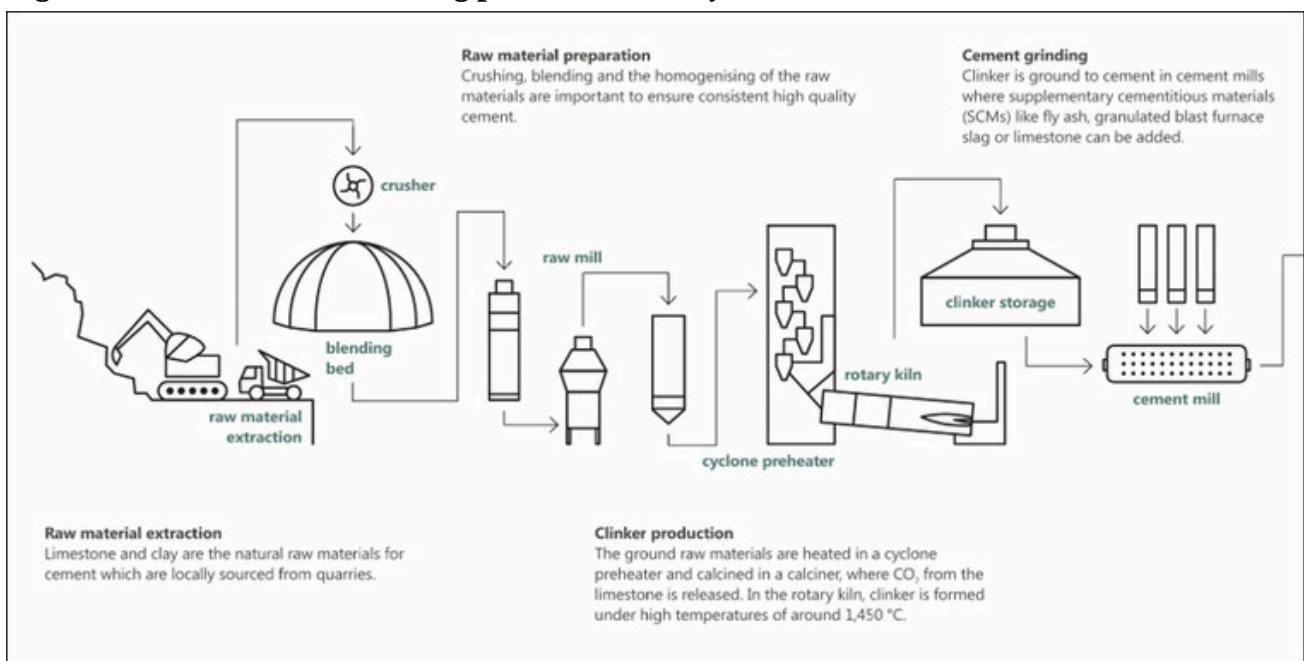 Raw material preparation
Crushing, blending and the homogenising of the raw
materials are important to ensure consistent high quality
cement.
Cement grinding
Clinker is ground to cement in cement mills
where supplementary cementitious materials
(SCMs) like fly ash, granulated blast furnace
slag or limestone can be added.
crusher
raw mill
clinker storage
blending
bed
rotary kiln
cement mill
raw material
extraction
cyclone preheater
Raw material extraction
Limestone and clay are the natural raw materials for
cement which are locally sourced from quarries.
Clinker production
The ground raw materials are heated in a cyclone
preheater and calcined in a calciner, where CO₂ from the
limestone is released. In the rotary kiln, clinker is formed
under high temperatures of around 1,450 °C.